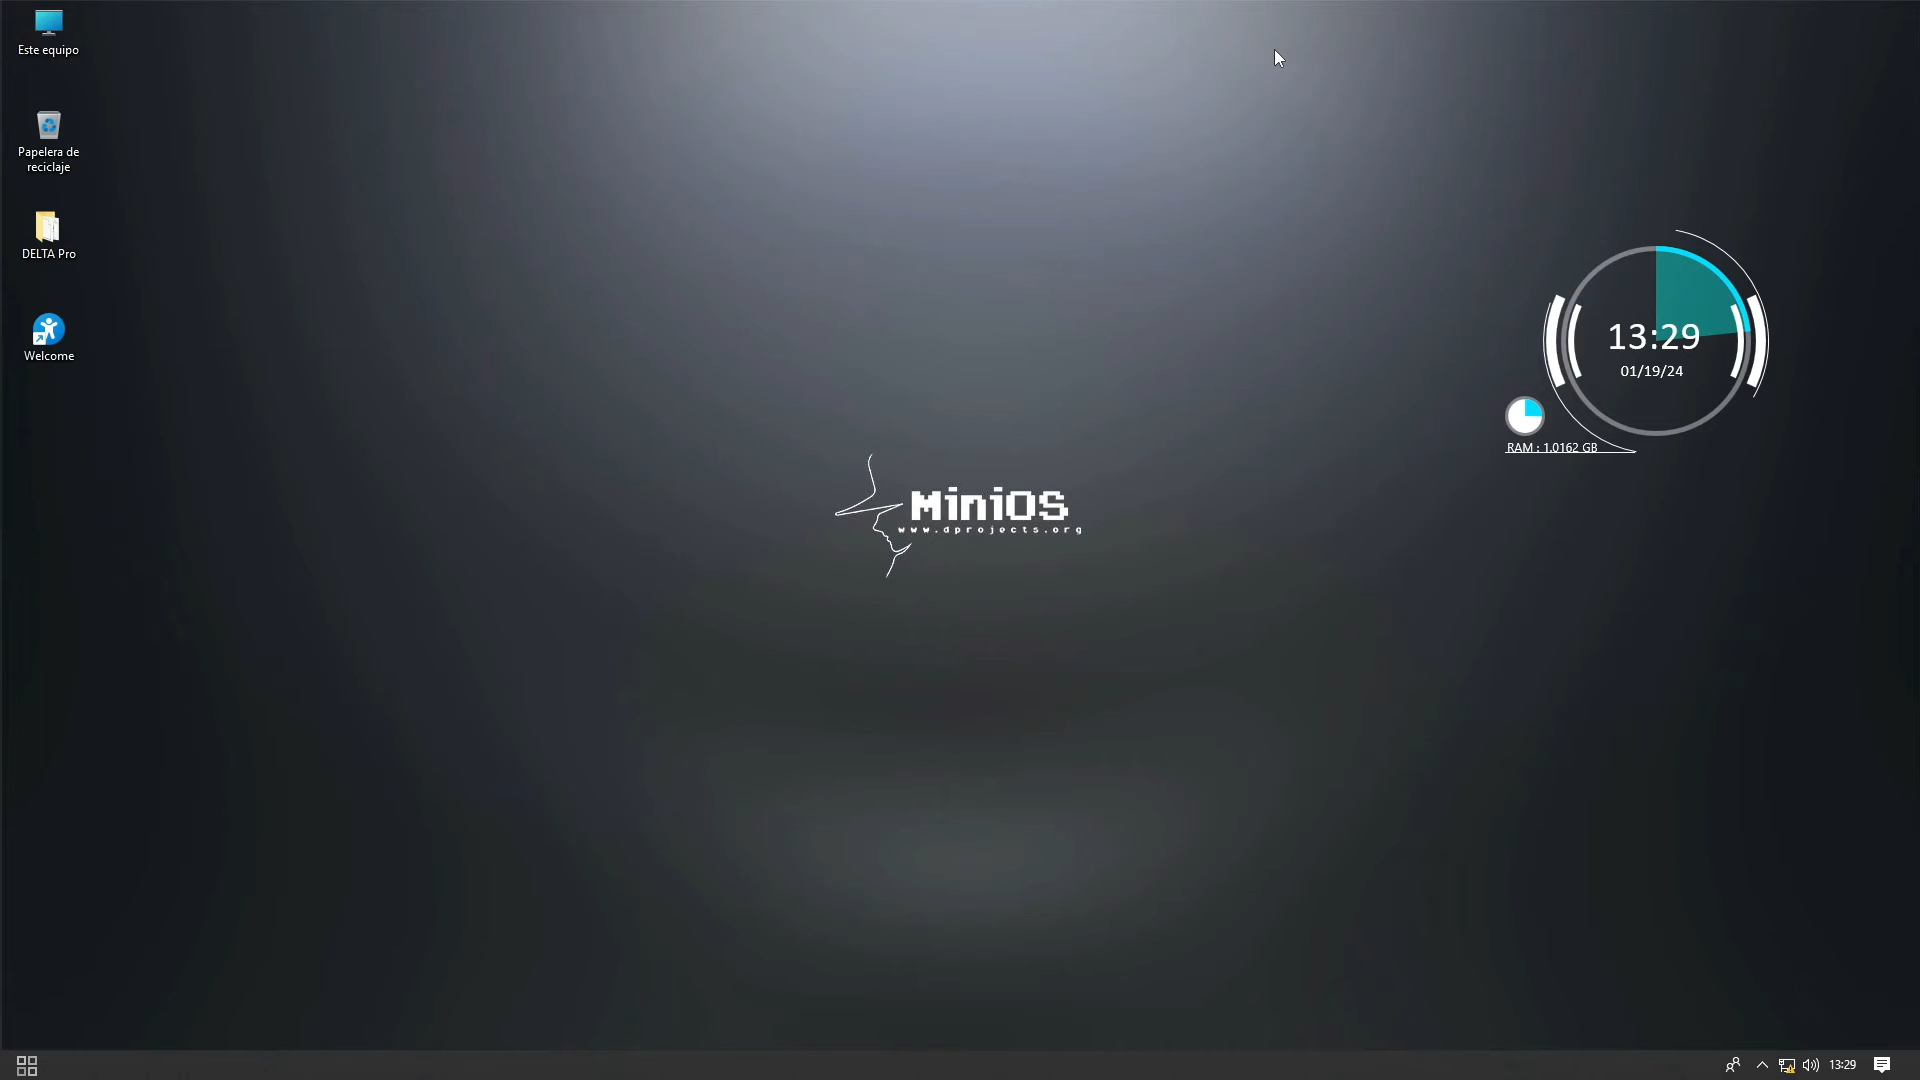 Este equipo
Papelera de
reciclaje
DELTA Pro
Welcome
13:29
01/19/24
RAM : 1.0162 GB
MiniOS
www.dprojects.org
13:29